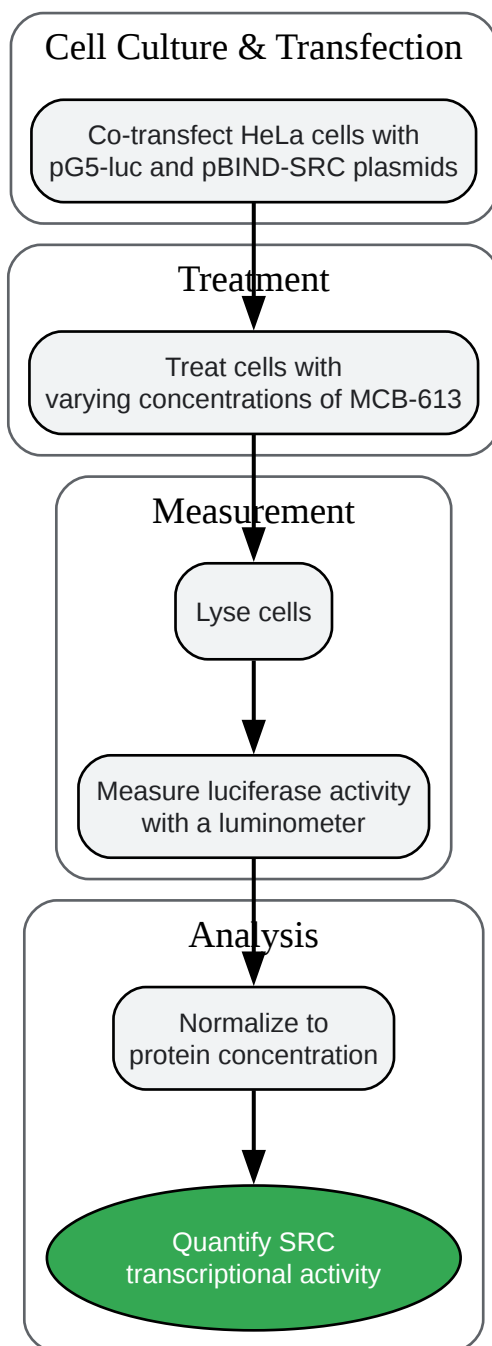 Cell Culture & Transfection
Co-transfect HeLa cells with
pG5-luc and pBIND-SRC plasmids
Treatment
Treat cells with
varying concentrations of MCB-613
Measurement
Lyse cells
Measure luciferase activity
with a luminometer
Analysis
Normalize to
protein concentration
Quantify SRC
transcriptional activity